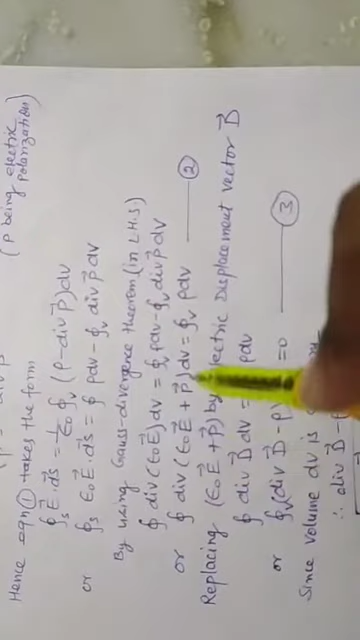 (P being electric
polarization)
Hence eqn ① takes the form
∮s E⃗·ds⃗ = 1/ε₀ ∮v (ρ-div P⃗)dv
or ∮s ε₀E⃗·ds⃗ = ∮ ρdv - ∮v div P⃗ dv
By using Gauss-divergence theorem (in L.H.S)
∮ div(ε₀E⃗)dv = ∮v ρdv - ∮v div P⃗ dv
or ∮ div(ε₀E⃗ + P⃗)dv = ∮v ρdv ②
Replacing (ε₀E⃗ + P⃗) by electric Displacement vector D⃗
∮ div D⃗ dv = ρdv
or ∮v(div D⃗ - ρ) =0 ③
Since volume dv is
∴ div D⃗ -